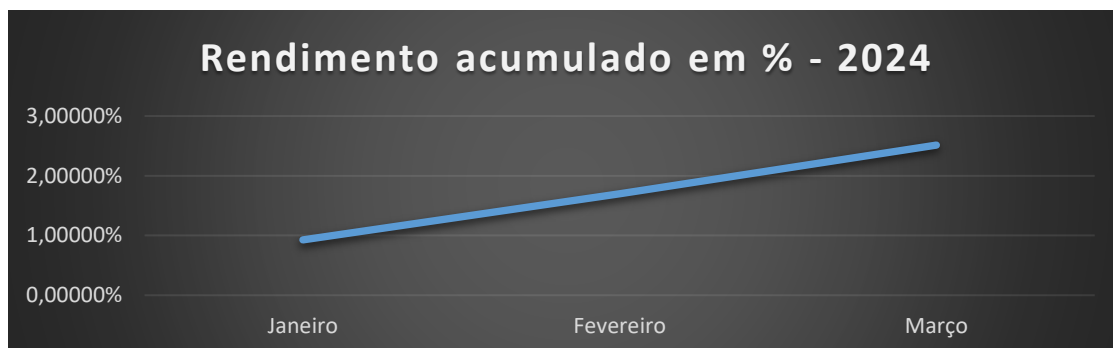 Rendimento acumulado em % - 2024
3,00000%
2,00000%
1,00000%
0,00000%
Janeiro Fevereiro Março